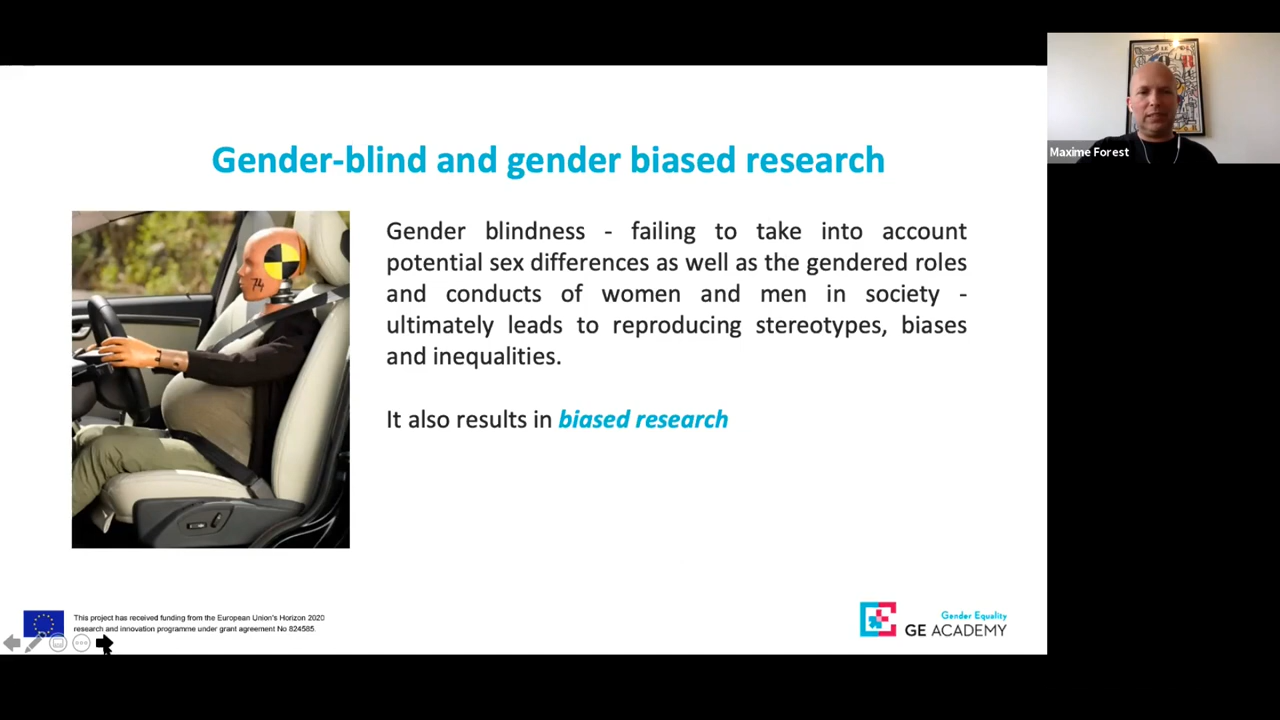 Gender-blind and gender biased research
Gender blindness - failing to take into account
potential sex differences as well as the gendered roles
and conducts of women and men in society -
ultimately leads to reproducing stereotypes, biases
and inequalities.
It also results in biased research
74
This project has received funding from the European Union's Horizon 2020
research and innovation programme under grant agreement No 824585.
Gender Equality
GE ACADEMY
Maxime Forest